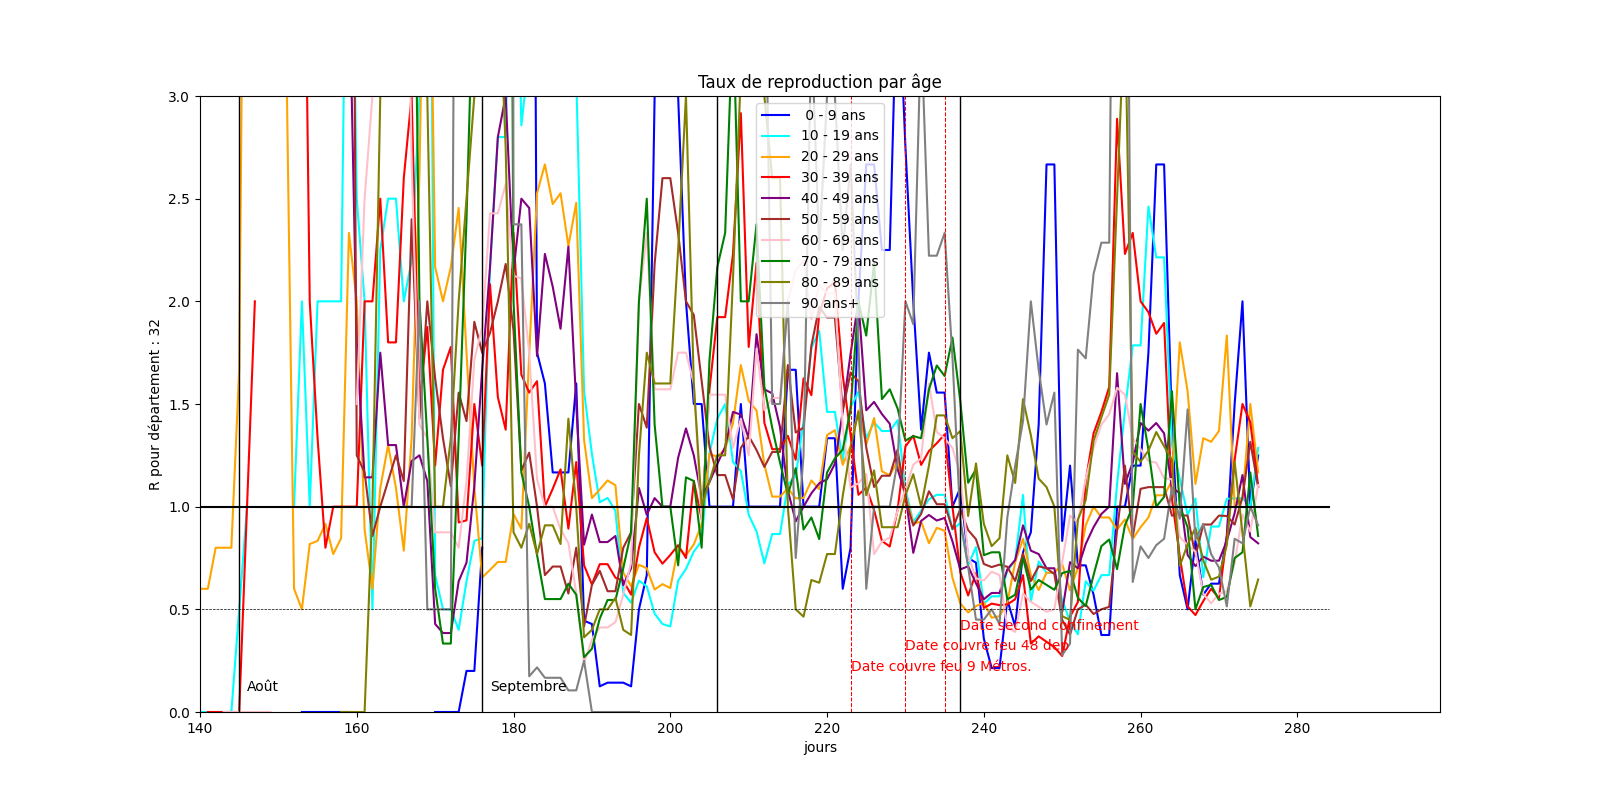 Taux de reproduction par âge
R pour département : 32
3.0
2.5
2.0
1.5
1.0
0.5
0.0
0 - 9 ans
10 - 19 ans
20 - 29 ans
30 - 39 ans
40 - 49 ans
50 - 59 ans
60 - 69 ans
70 - 79 ans
80 - 89 ans
90 ans+
Date second confinement
Date couvre feu 48 dep
Date couvre feu 9 Métros.
Août
Septembre
140
160
180
200
220
240
260
280
jours